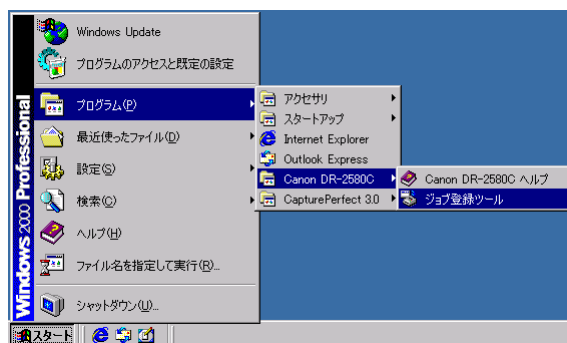 Windows 2000 Professional
Windows Update
プログラムのアクセスと既定の設定
プログラム(P)
最近使ったファイル(D)
設定(S)
検索(C)
ヘルプ(H)
ファイル名を指定して実行(R)...
シャットダウン(U)...
アクセサリ
スタートアップ
Internet Explorer
Outlook Express
Canon DR-2580C
CapturePerfect 3.0
Canon DR-2580C ヘルプ
ジョブ登録ツール
スタート